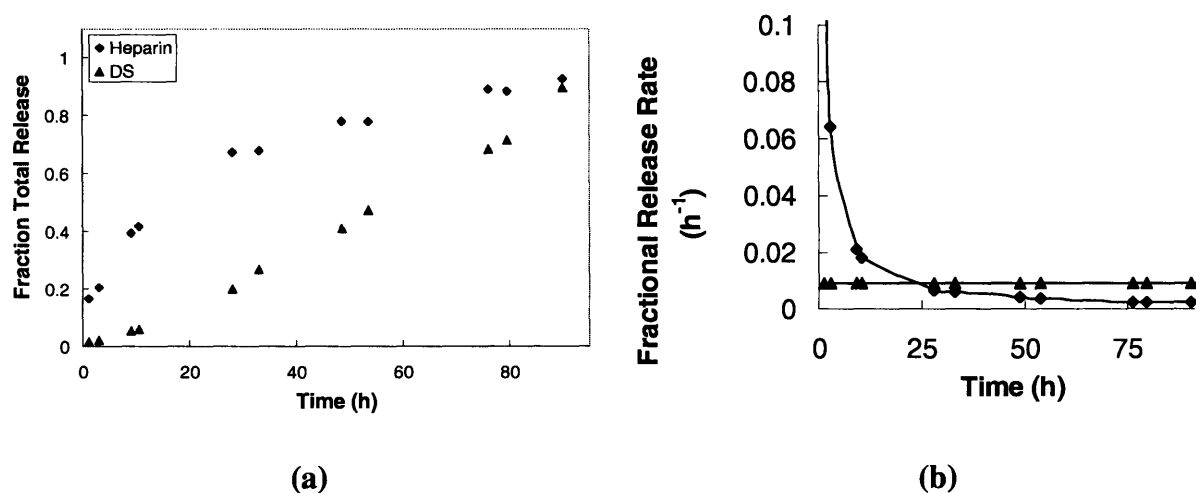 Heparin
DS
1
0.8
0.6
0.4
0.2
0
0 20 40 60 80
Fraction Total Release
Time (h)
(a)
0.1
0.08
0.06
0.04
0.02
0
0 25 50 75
Fractional Release Rate
(h⁻¹)
Time (h)
(b)